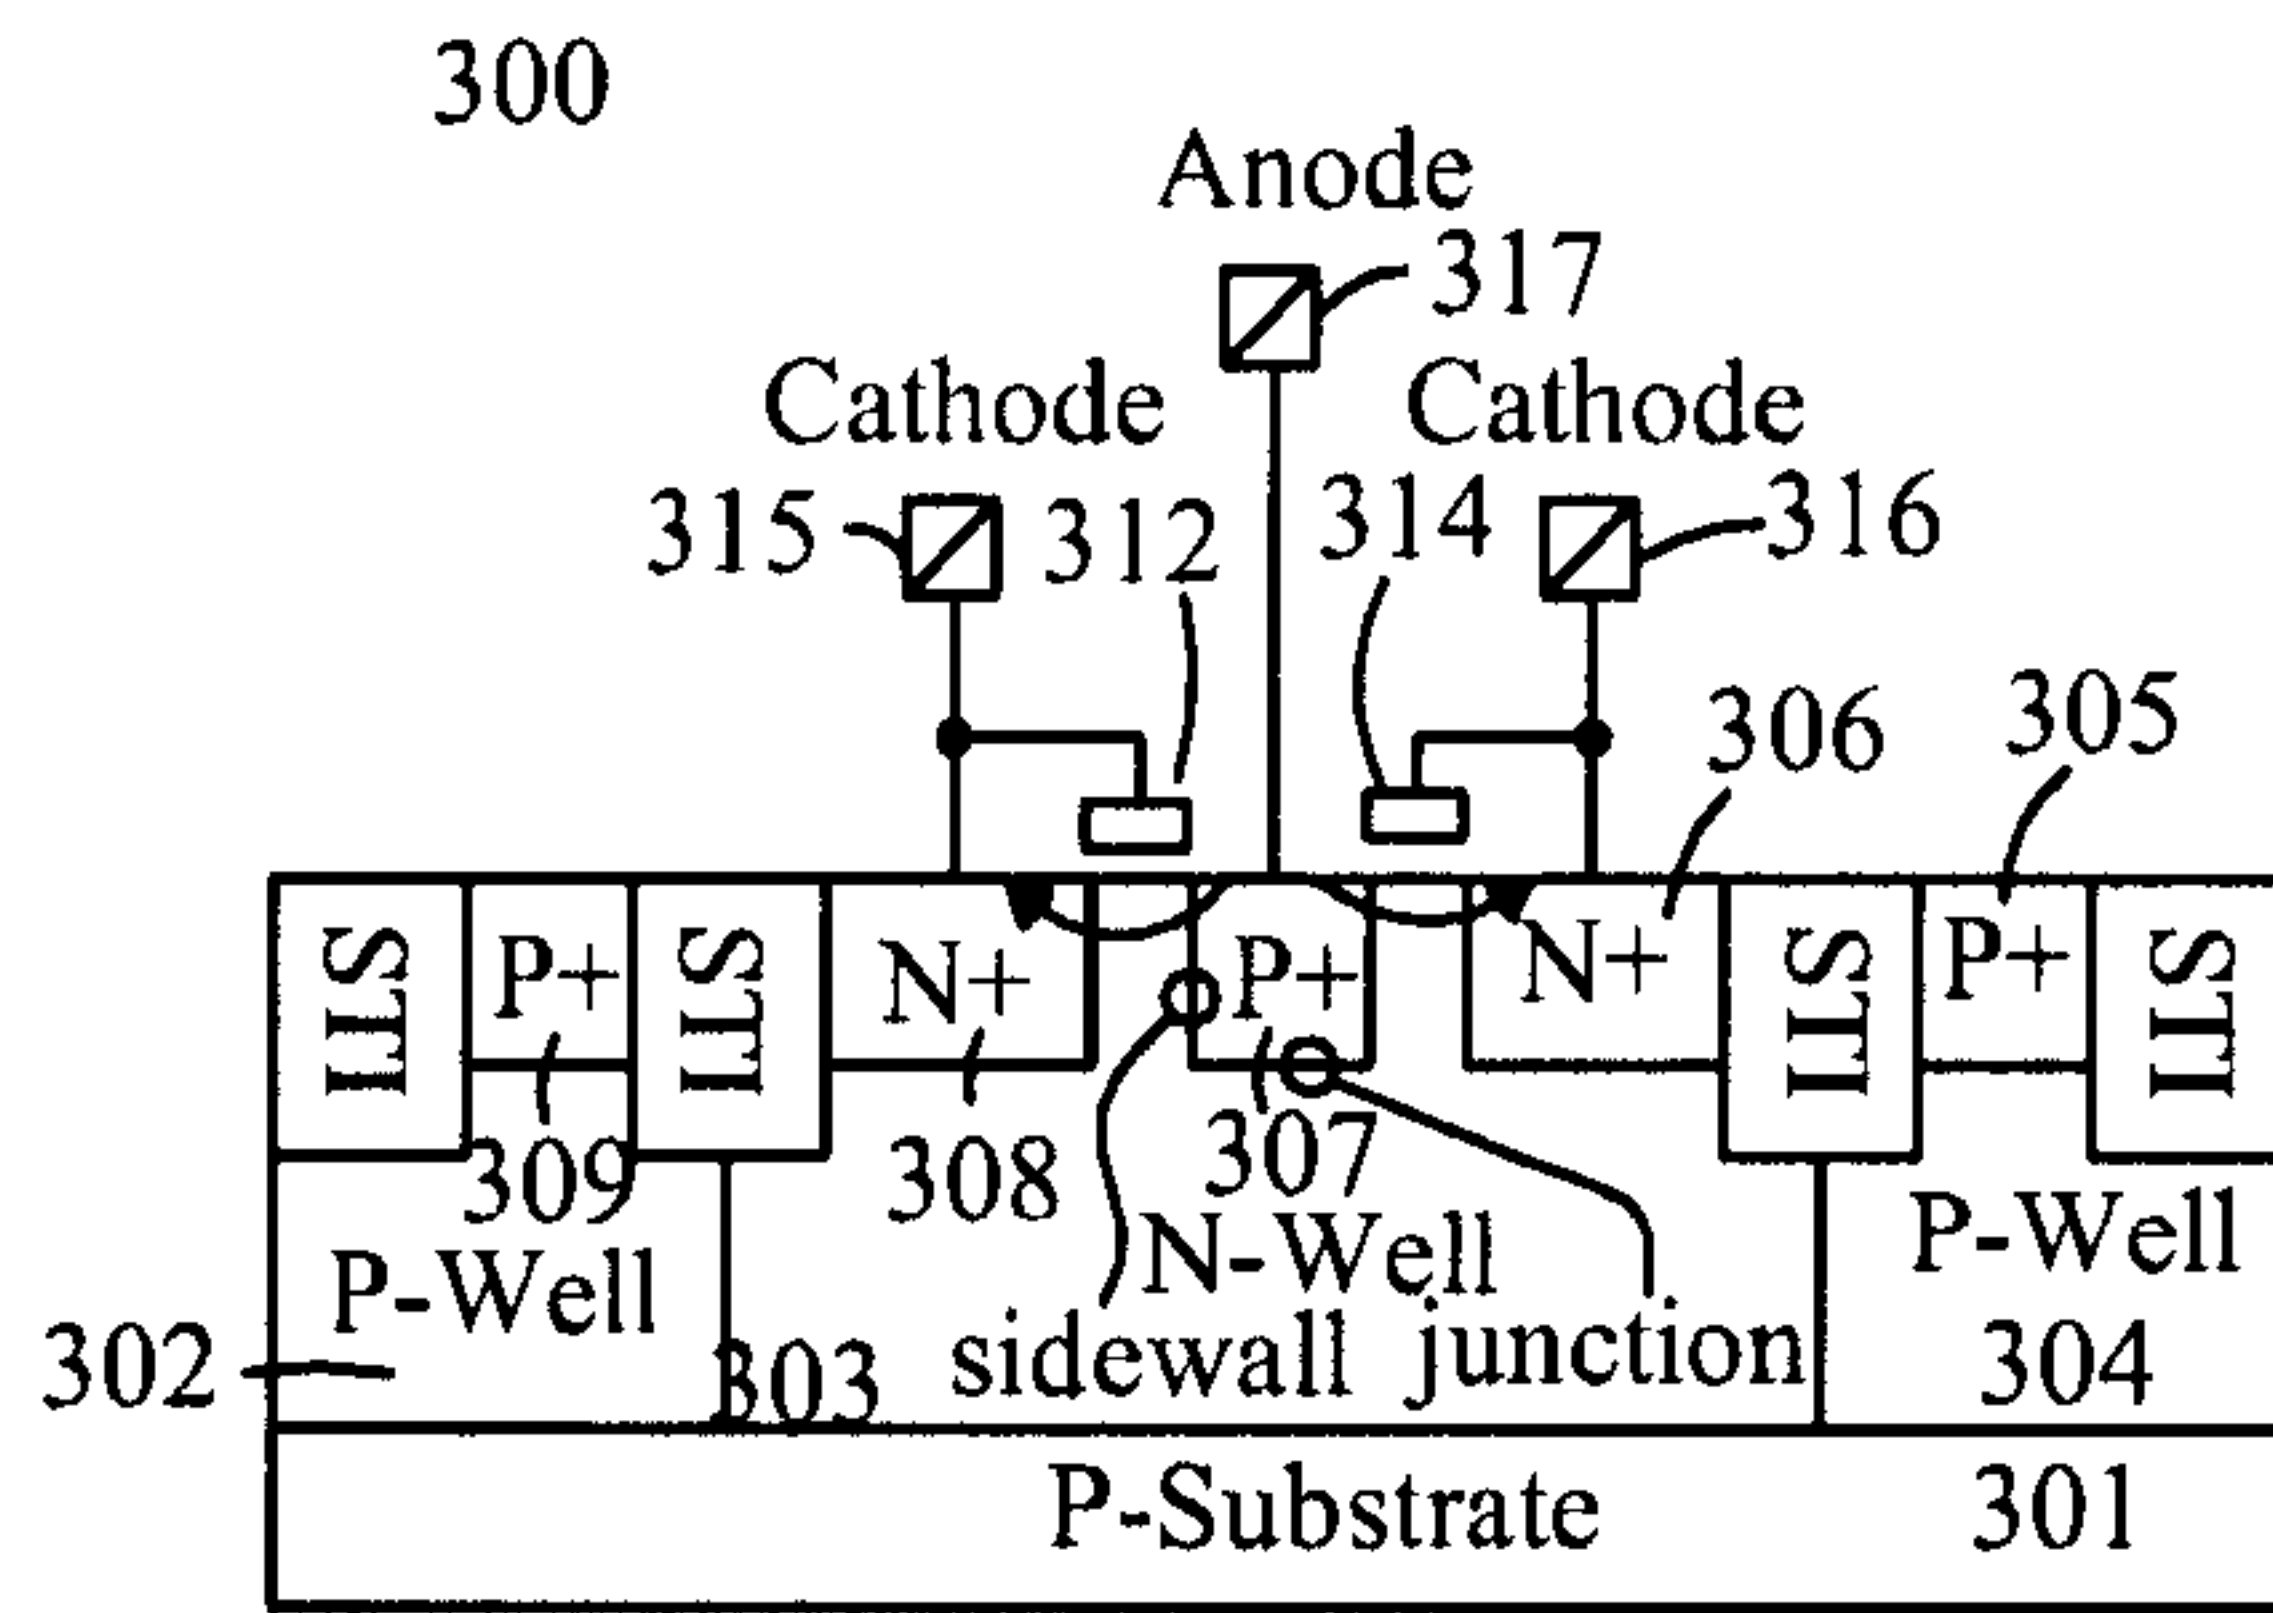 300
Anode
317
Cathode
Cathode
315
312
314
316
306
305
STI
P+
STI
N+
P+
N+
STI
P+
STI
309
308
307
P-Well
N-Well
P-Well
302
303
sidewall junction
304
P-Substrate
301